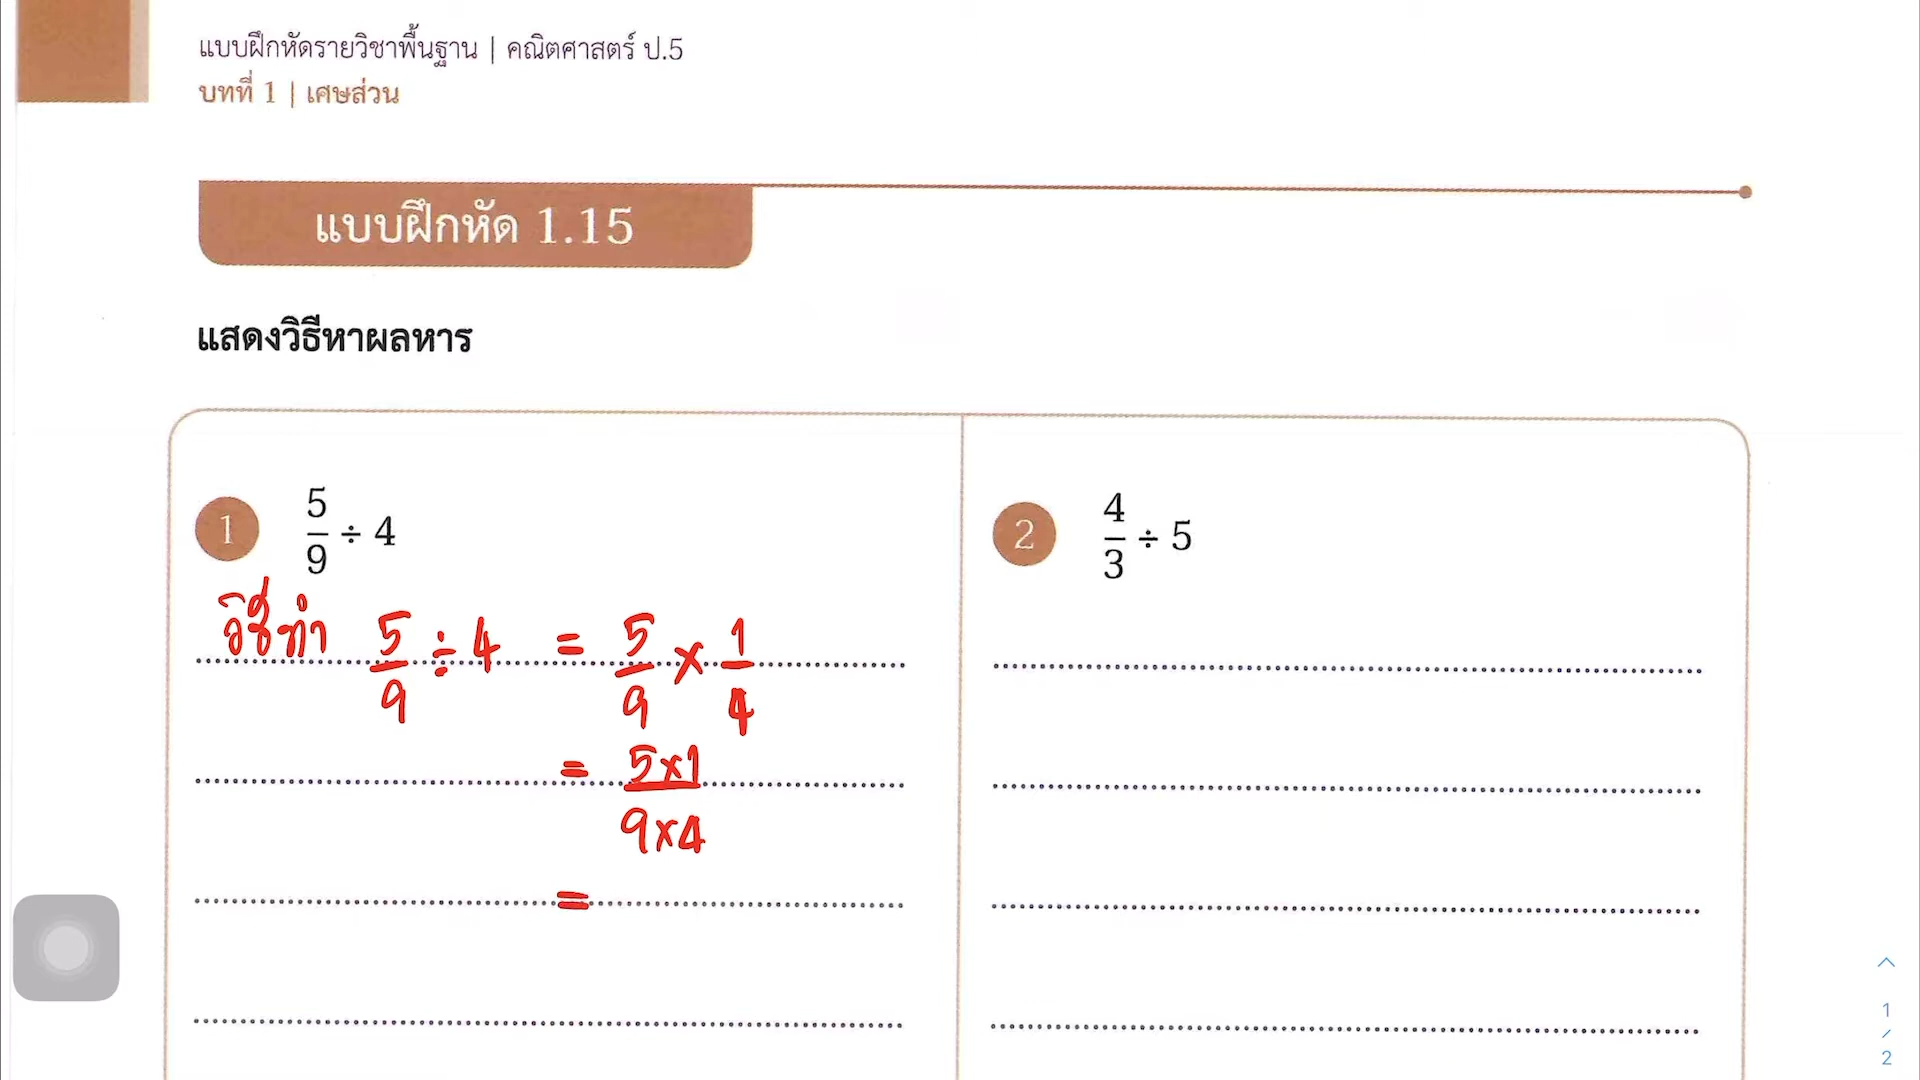 แบบฝึกหัดรายวิชาพื้นฐาน | คณิตศาสตร์ ป.5
บทที่ 1 | เศษส่วน
แบบฝึกหัด 1.15
แสดงวิธีหาผลหาร
1 5/9 ÷ 4
วิธีทำ 5/9 ÷ 4 = 5/9 × 1/4
= 5×1/9×4
=
2 4/3 ÷ 5
1
/
2